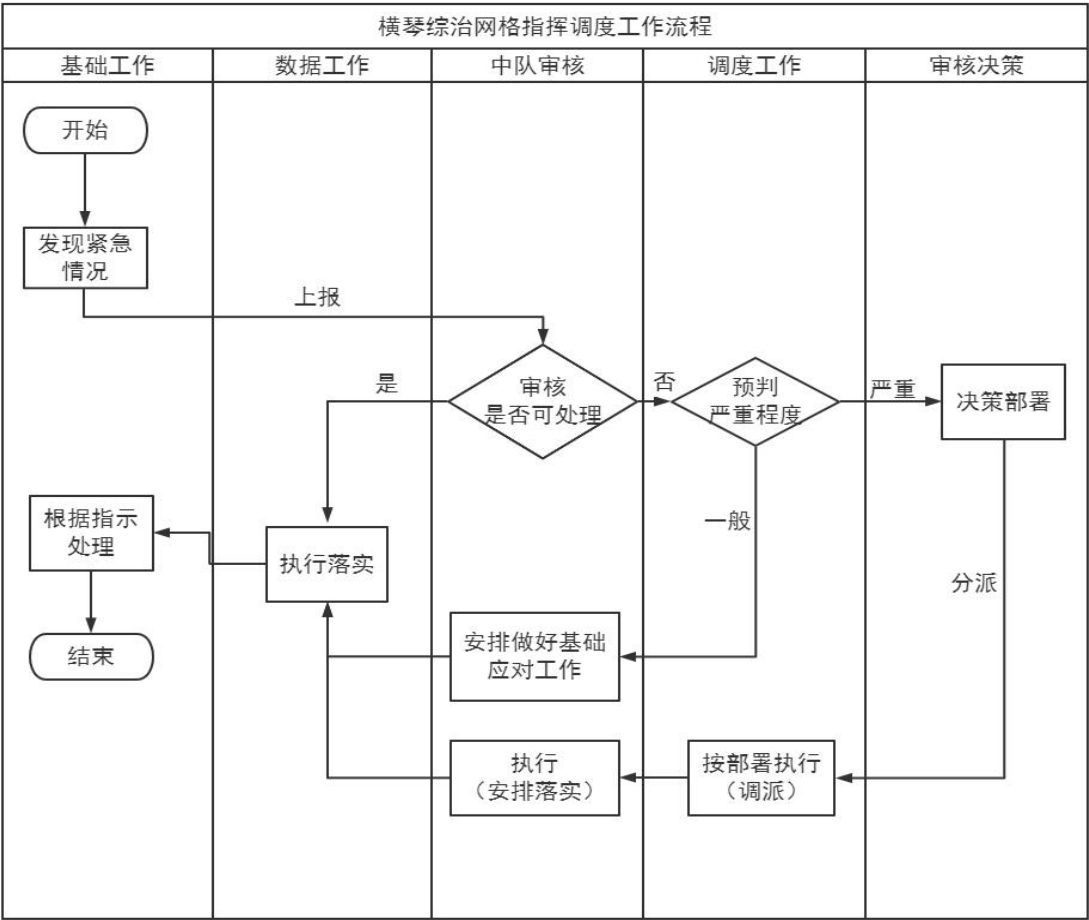 横琴综治网格指挥调度工作流程
基础工作
数据工作
中队审核
调度工作
审核决策
开始
发现紧急
情况
上报
审核
是否可处理
是
否
预判
严重程度
严重
决策部署
一般
分派
根据指示
处理
执行落实
结束
安排做好基础
应对工作
执行
（安排落实）
按部署执行
（调派）